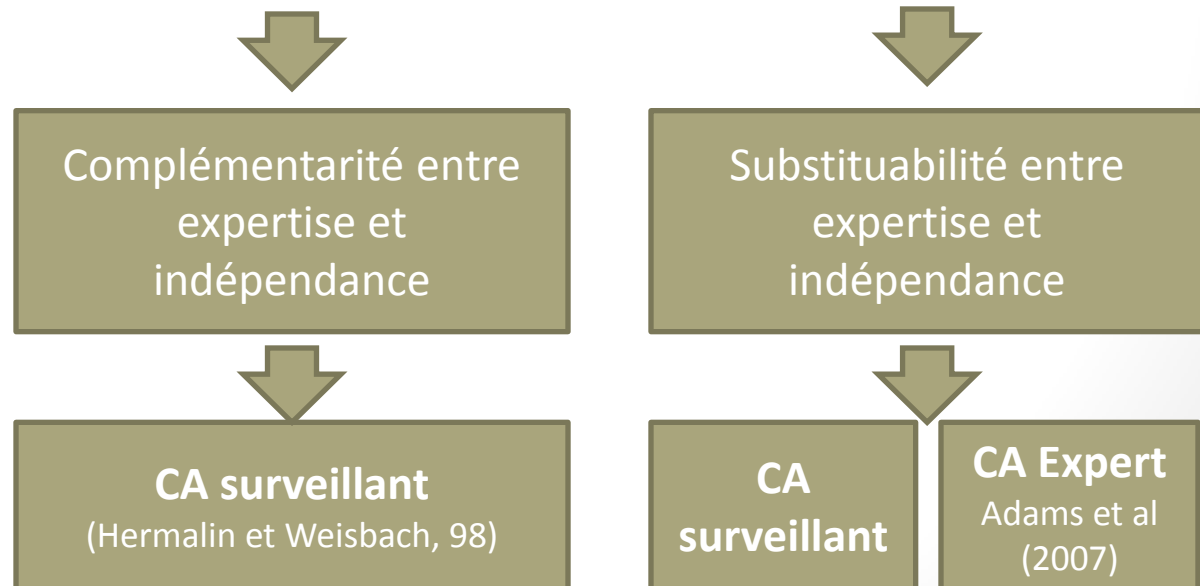 Complémentarité entre
expertise et
indépendance
Substituabilité entre
expertise et
indépendance
CA surveillant
(Hermalin et Weisbach, 98)
CA
surveillant
CA Expert
Adams et al
(2007)